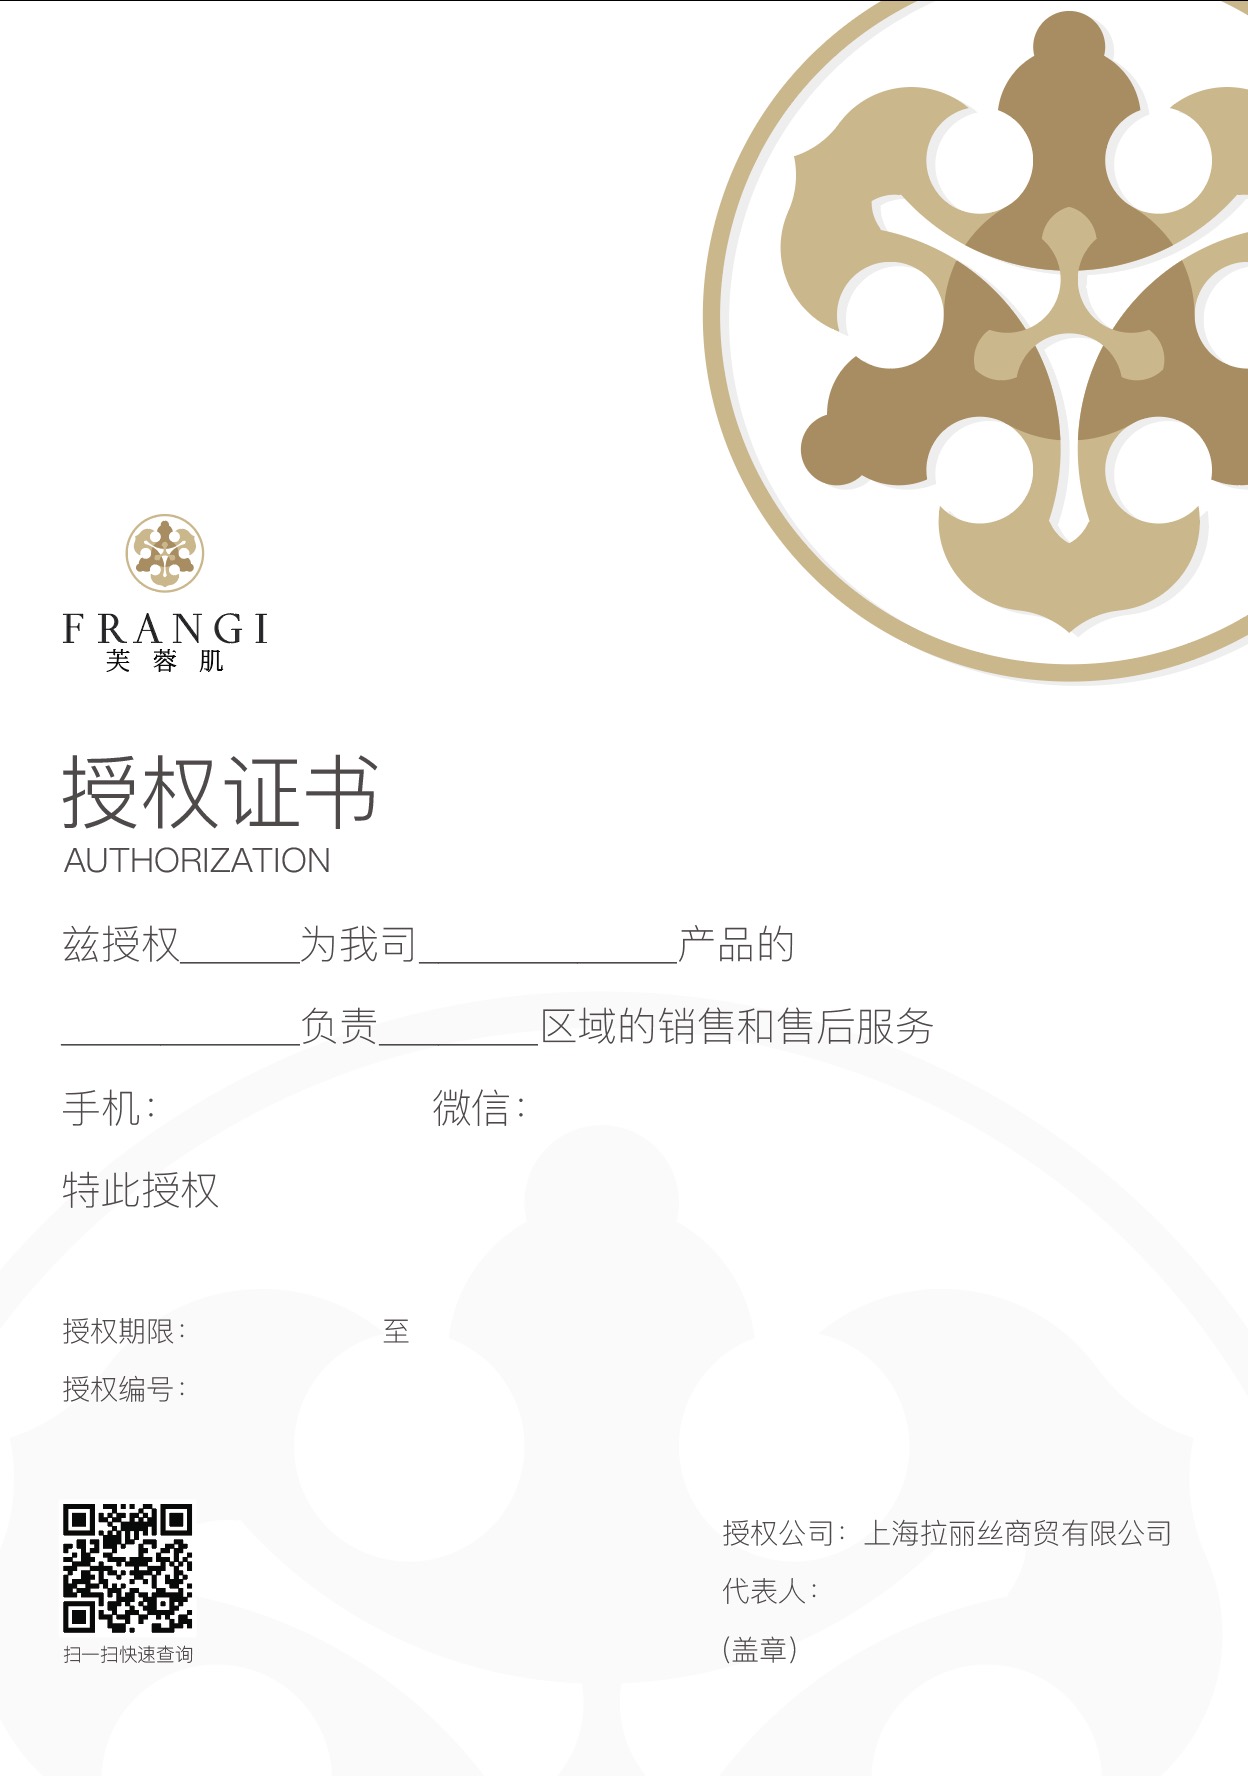 FRANGI
芙蓉肌
授权证书
AUTHORIZATION
兹授权______为我司_____________产品的
____________负责________区域的销售和售后服务
手机： 微信：
特此授权
授权期限： 至
授权编号：
授权公司：上海拉丽丝商贸有限公司
代表人：
(盖章)
扫一扫快速查询